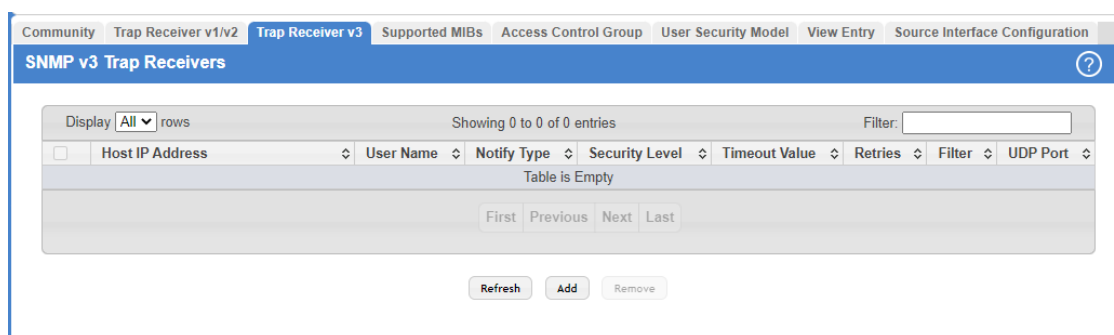 Community Trap Receiver v1/v2 Trap Receiver v3 Supported MIBs Access Control Group User Security Model View Entry Source Interface Configuration
SNMP v3 Trap Receivers ?
Display All rows Showing 0 to 0 of 0 entries Filter:
Host IP Address User Name Notify Type Security Level Timeout Value Retries Filter UDP Port
Table is Empty
First Previous Next Last
Refresh Add Remove